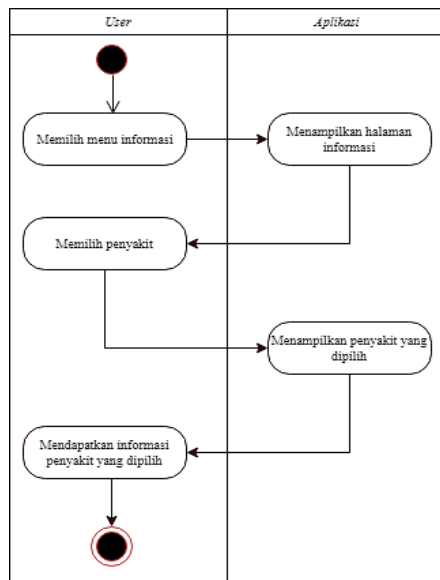 User
Aplikasi
Memilih menu informasi
Menampilkan halaman
informasi
Memilih penyakit
Menampilkan penyakit yang
dipilih
Mendapatkan informasi
penyakit yang dipilih